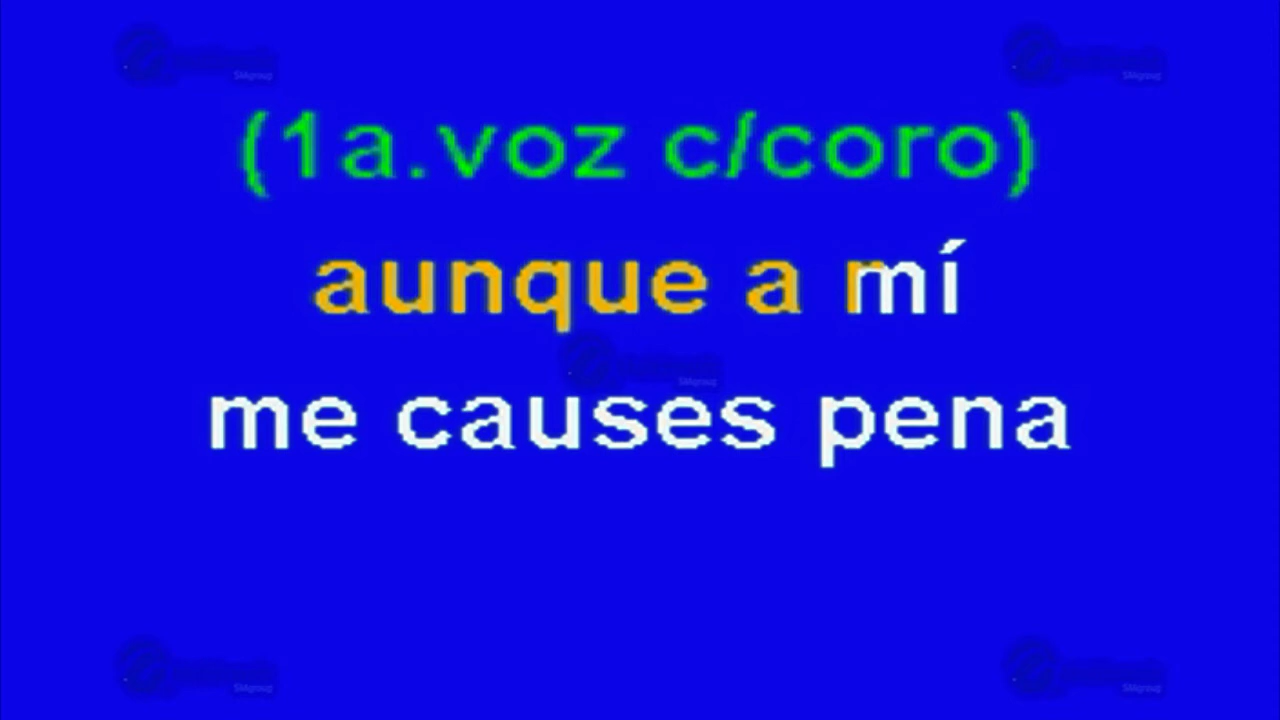 (1a.voz c/coro)
aunque a mí
me causes pena